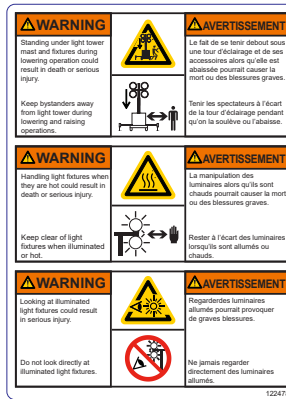 WARNING
Standing under light tower
mast and fixtures during
lowering operation could
result in death or serious
injury.
Keep bystanders away
from light tower during
lowering and raising
operations.
AVERTISSEMENT
Le fait de se tenir debout sous
une tour d'éclairage et de ses
accessoires alors qu'elle est
abaissée pourrait causer la
mort ou des blessures graves.
Tenir les spectateurs à l'écart
de la tour d'éclairage pendant
qu'on la soulève ou l'abaisse.
WARNING
Handling light fixtures when
they are hot could result in
death or serious injury.
Keep clear of light
fixtures when illuminated
or hot.
AVERTISSEMENT
La manipulation des
luminaires alors qu'ils sont
chauds pourrait causer la mort
ou des blessures graves.
Rester à l'écart des luminaires
lorsqu'ils sont allumés ou
chauds.
WARNING
Looking at illuminated
light fixtures could result
in serious injury.
Do not look directly at
illuminated light fixtures.
AVERTISSEMENT
Regarderdes luminaires
allumés pourrait provoquer
de graves blessures.
Ne jamais regarder
directement des luminaires
allumés.